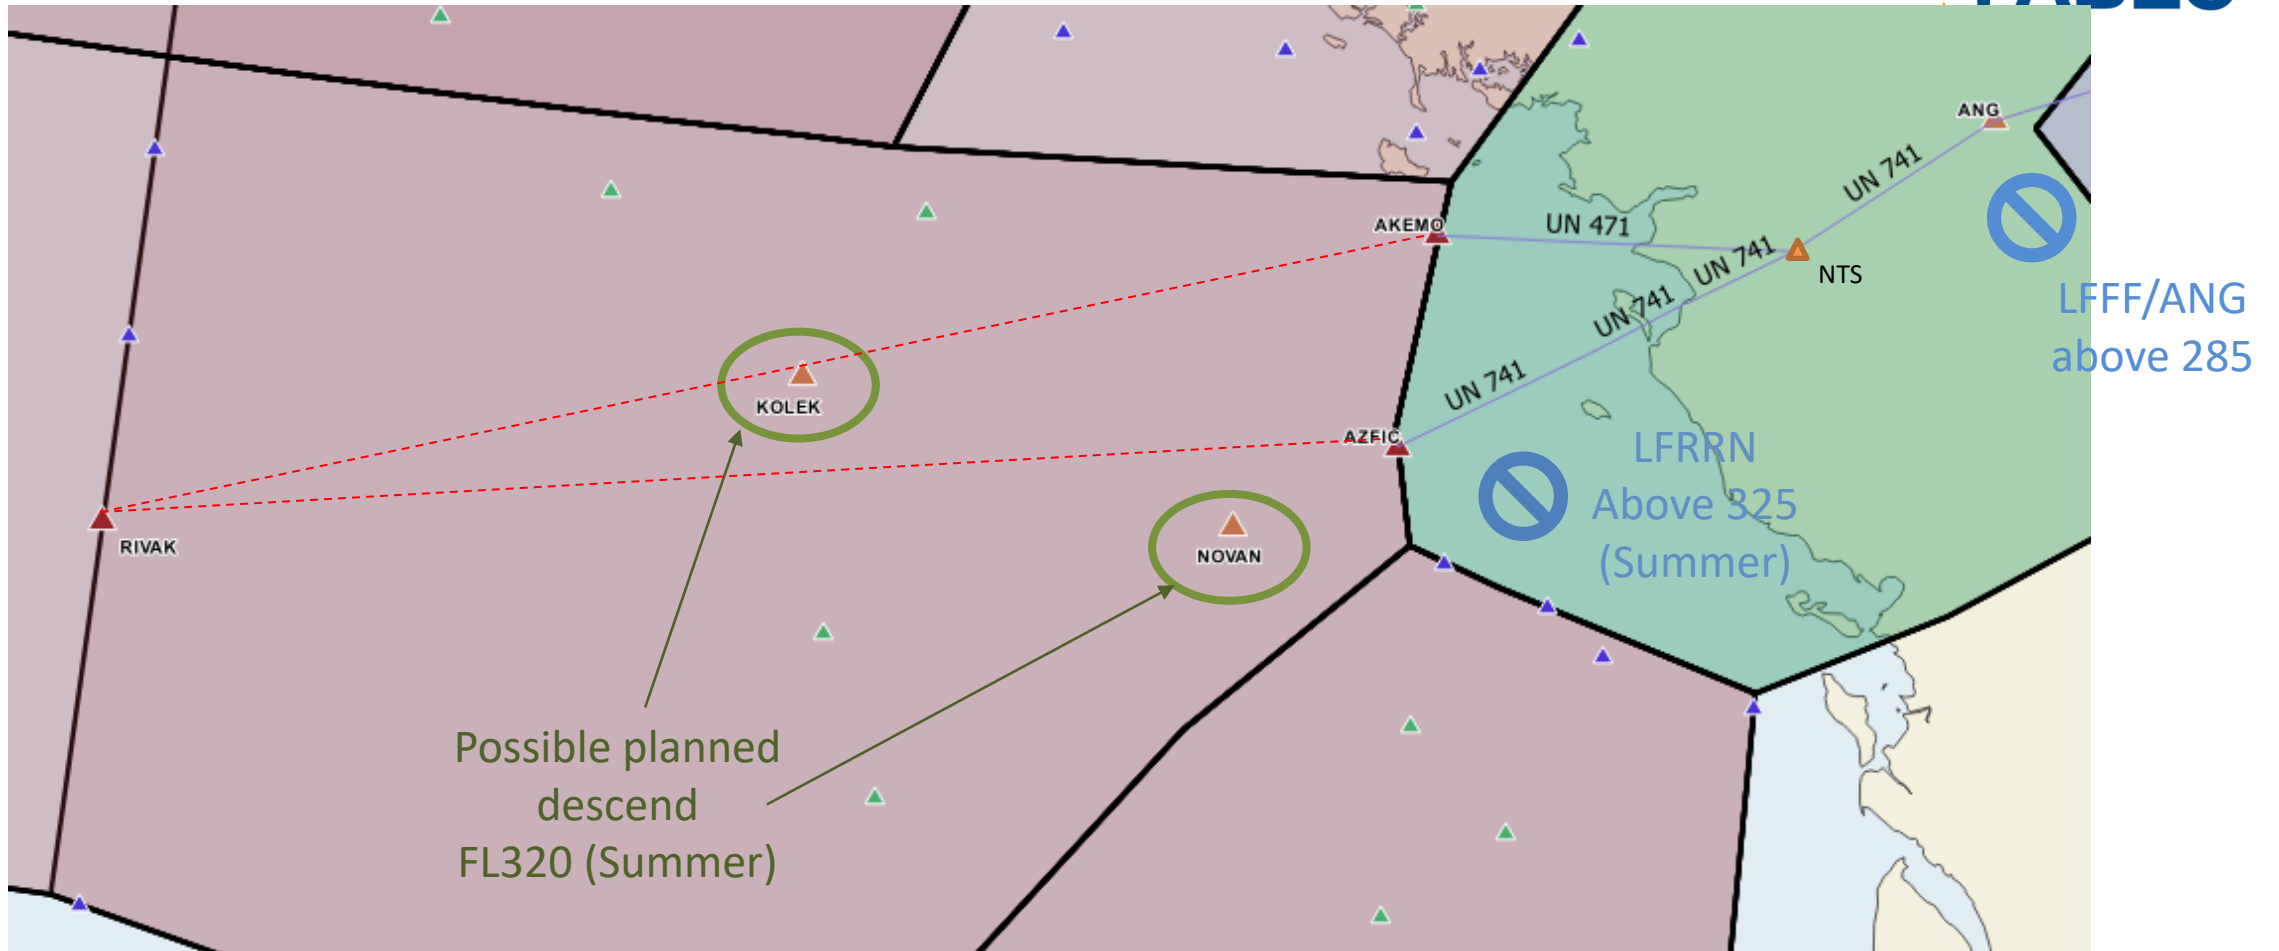 ANG
UN 741
AKEMO
UN 471
UN 741
NTS
UN 741
LFFF/ANG
above 285
UN 741
KOLEK
AZFIC
LFRRN
Above 325
(Summer)
RIVAK
NOVAN
Possible planned
descend
FL320 (Summer)